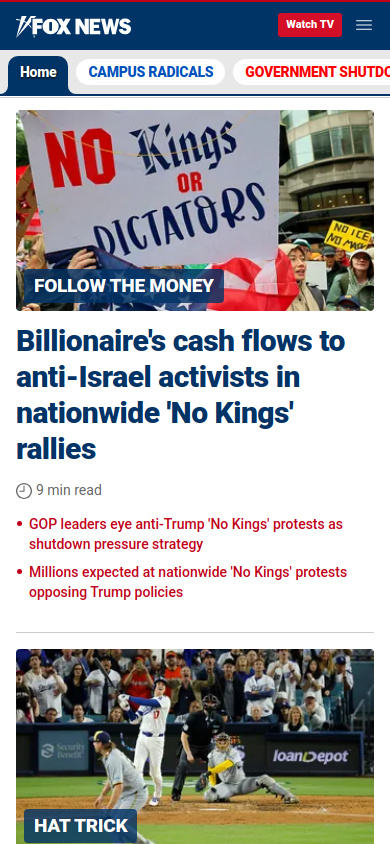 FOX NEWS
Watch TV
Home
CAMPUS RADICALS
GOVERNMENT SHUTDO
NO Kings
OR
DICTATORS
NO ICE
FOLLOW THE MONEY
Billionaire's cash flows to
anti-Israel activists in
nationwide 'No Kings'
rallies
9 min read
GOP leaders eye anti-Trump 'No Kings' protests as
shutdown pressure strategy
Millions expected at nationwide 'No Kings' protests
opposing Trump policies
17
Security
Benefit
loanDepot
HAT TRICK